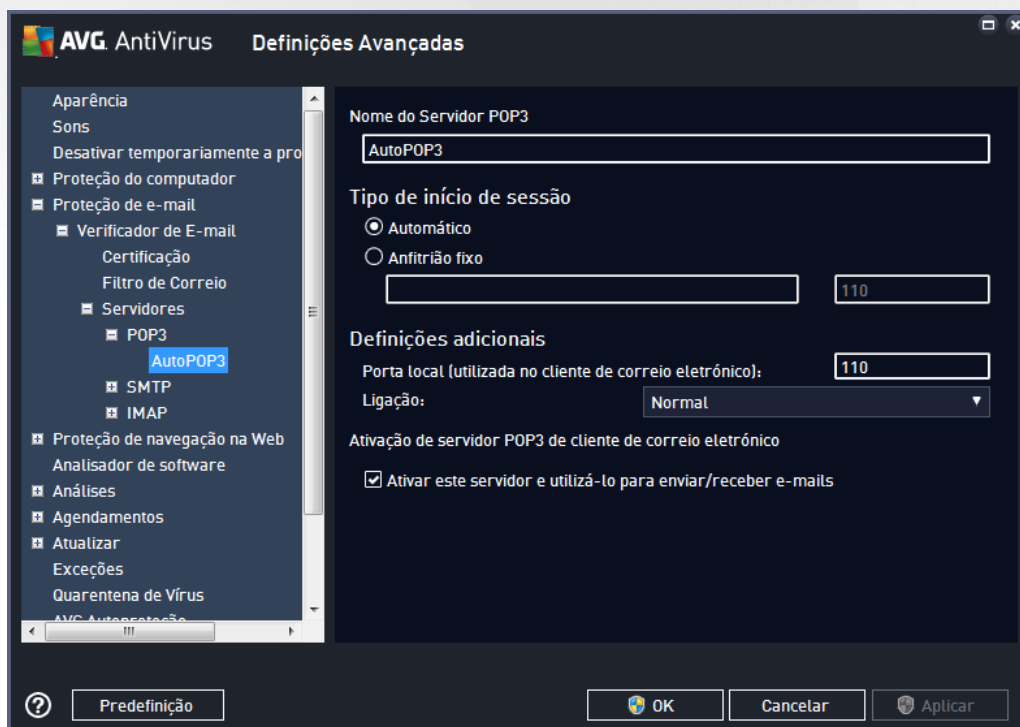 AVG. AntiVirus
Definições Avançadas
Aparência
Sons
Desativar temporariamente a pro
Proteção do computador
Proteção de e-mail
Verificador de E-mail
Certificação
Filtro de Correio
Servidores
POP3
AutoPOP3
SMTP
IMAP
Proteção de navegação na Web
Analisador de software
Análises
Agendamentos
Atualizar
Exceções
Quarentena de Vírus
AVG Autoproteção
Nome do Servidor POP3
AutoPOP3
Tipo de início de sessão
Automático
Anfitrião fixo
110
Definições adicionais
Porta local (utilizada no cliente de correio eletrónico):
110
Ligação:
Normal
Ativação de servidor POP3 de cliente de correio eletrónico
Ativar este servidor e utilizá-lo para enviar/receber e-mails
Predefinição
OK
Cancelar
Aplicar